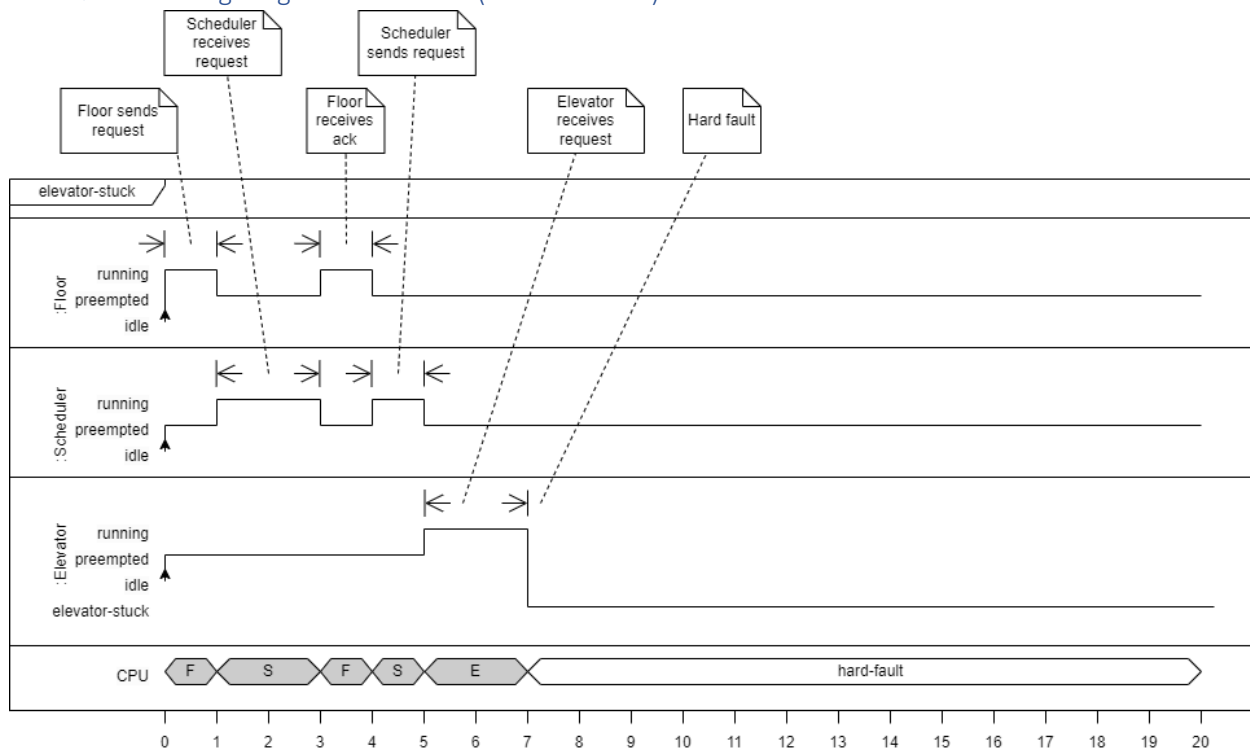 Scheduler
receives
request
Scheduler
sends request
Floor sends
request
Floor
receives
ack
Elevator
receives
request
Hard fault
elevator-stuck
:Floor
running
preempted
idle
:Scheduler
running
preempted
idle
:Elevator
running
preempted
idle
elevator-stuck
CPU F S F S E hard-fault
0 1 2 3 4 5 6 7 8 9 10 11 12 13 14 15 16 17 18 19 20